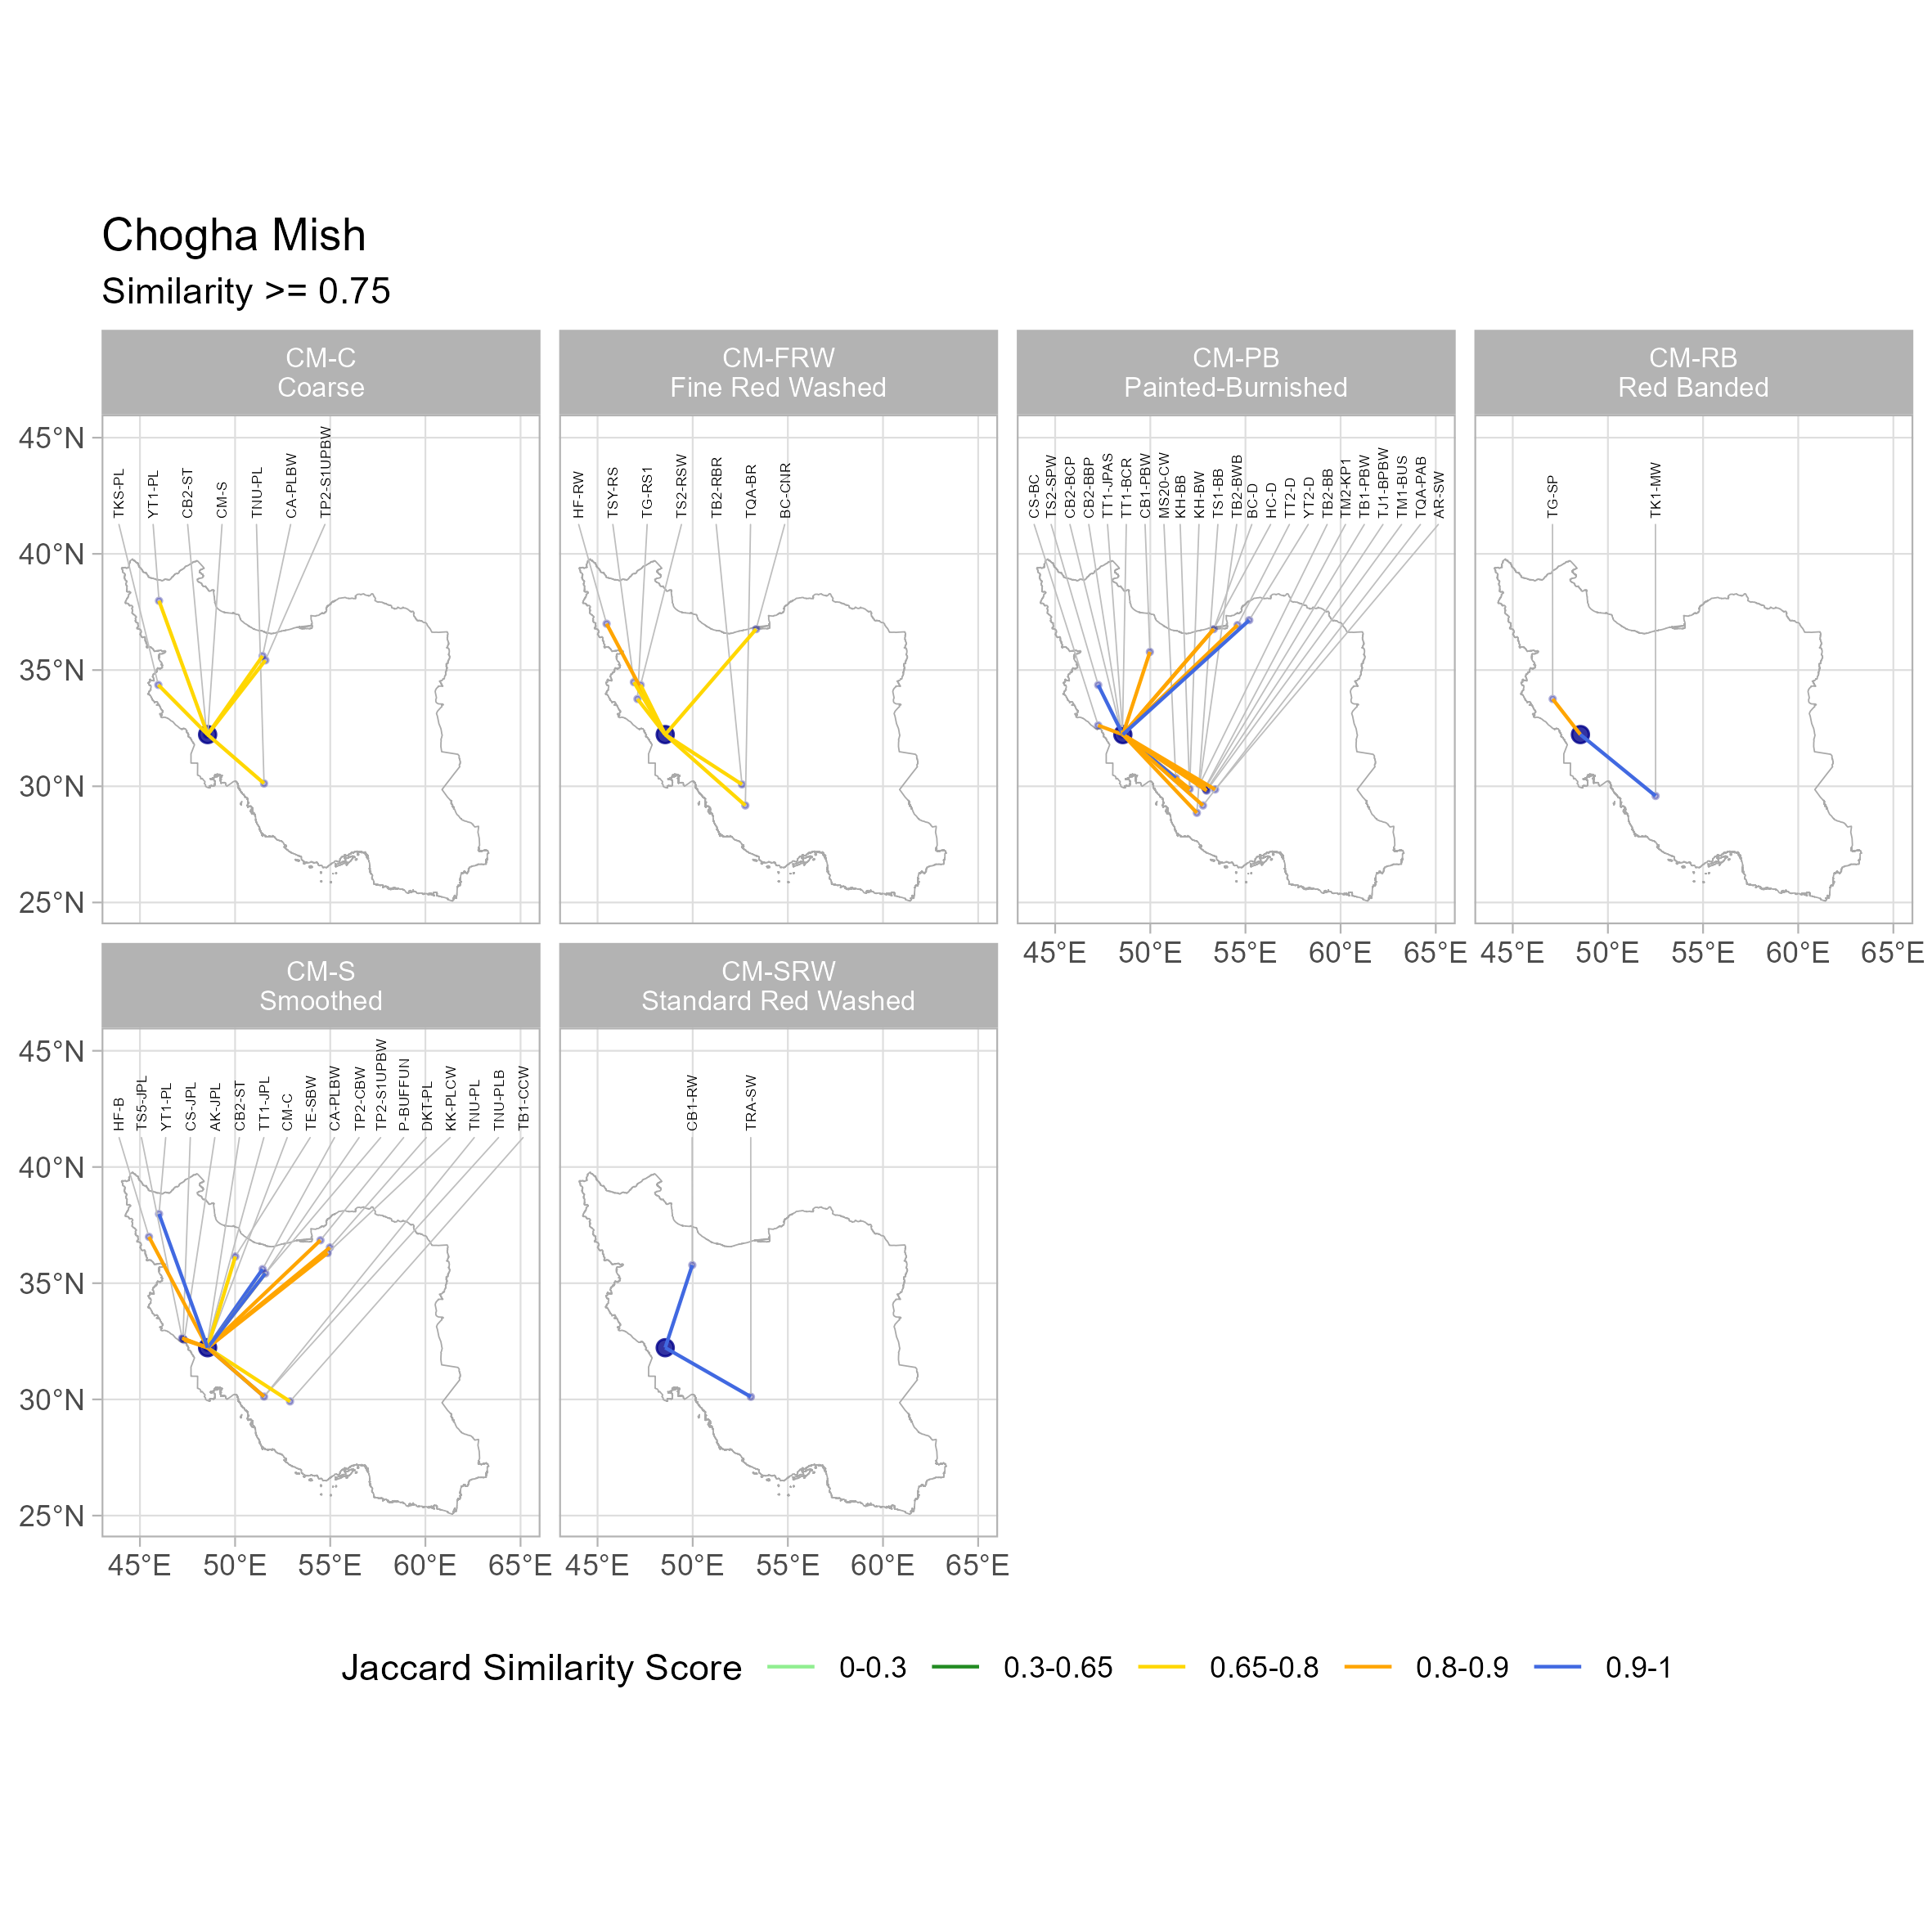 Chogha Mish
Similarity >= 0.75
CM-C
Coarse
CM-FRW
Fine Red Washed
CM-PB
Painted-Burnished
CM-RB
Red Banded
45°N
40°N
35°N
30°N
25°N
TKS-PL
YT1-PL
CB2-ST
CM-S
TNU-PL
CA-PLBW
TP2-S1UPBW
HF-RW
TSY-RS
TG-RS1
TS2-RSW
TB2-RBR
TQA-BR
BC-CNR
CS-BC
TS2-SPW
CB2-BCP
CB2-BBP
TT1-JPAS
TT1-BCR
CB1-PBW
MS20-CW
KH-BB
KH-BW
TS1-BB
TB2-BWB
BC-D
HC-D
TT2-D
YT2-D
TB2-BB
TM2-KP1
TB1-PBW
TJ1-BPBW
TM1-BUS
TQA-PAB
AR-SW
TG-SP
TK1-MW
45°E 50°E 55°E 60°E 65°E
45°E 50°E 55°E 60°E 65°E
CM-S
Smoothed
CM-SRW
Standard Red Washed
45°N
40°N
35°N
30°N
25°N
HF-B
TS5-JPL
YT1-PL
CS-JPL
AK-JPL
CB2-ST
TT1-JPL
CM-C
TE-SBW
CA-PLBW
TP2-CBW
TP2-S1UPBW
P-BUFFUN
DKT-PL
KK-PLCW
TNU-PL
TNU-PLB
TB1-CCW
CB1-RW
TRA-SW
45°E 50°E 55°E 60°E 65°E
45°E 50°E 55°E 60°E 65°E
Jaccard Similarity Score 0-0.3 0.3-0.65 0.65-0.8 0.8-0.9 0.9-1